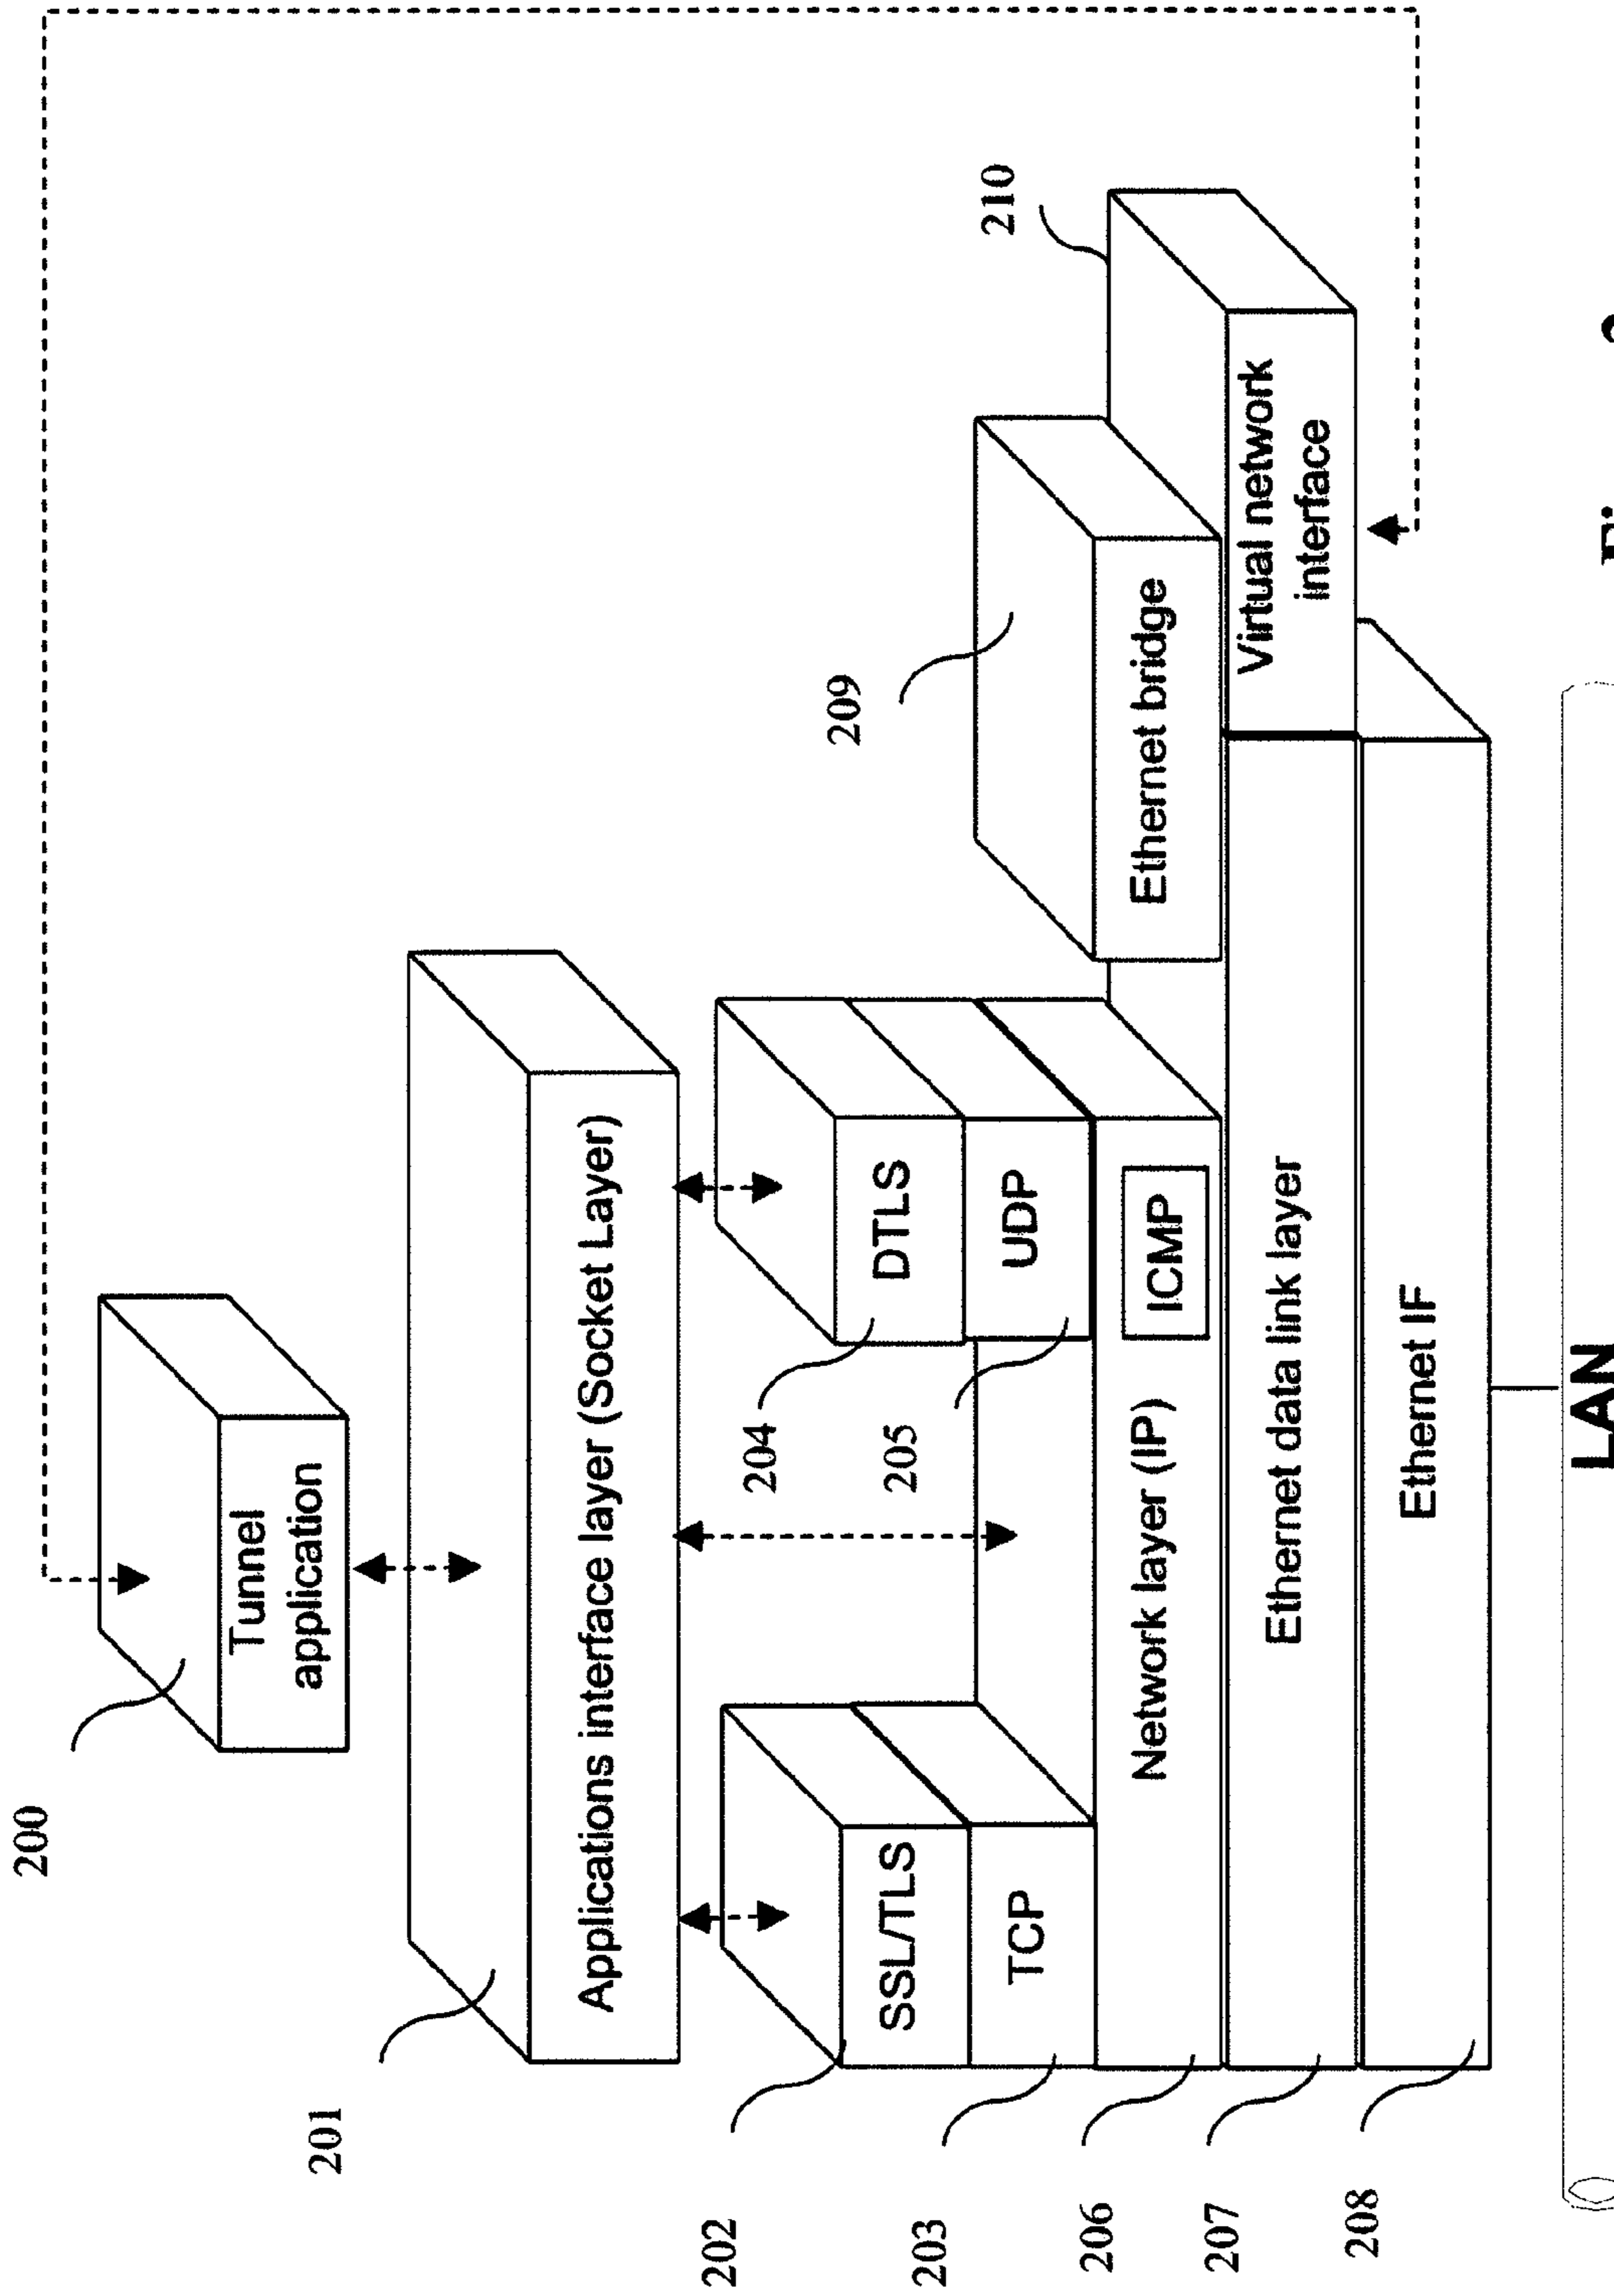 200
Tunnel
application
201
Applications interface layer (Socket Layer)
202
SSL/TLS
204
DTLS
203
TCP
205
UDP
209
Ethernet bridge
210
206
Network layer (IP)
ICMP
207
Ethernet data link layer
Virtual network
interface
208
Ethernet IF
LAN